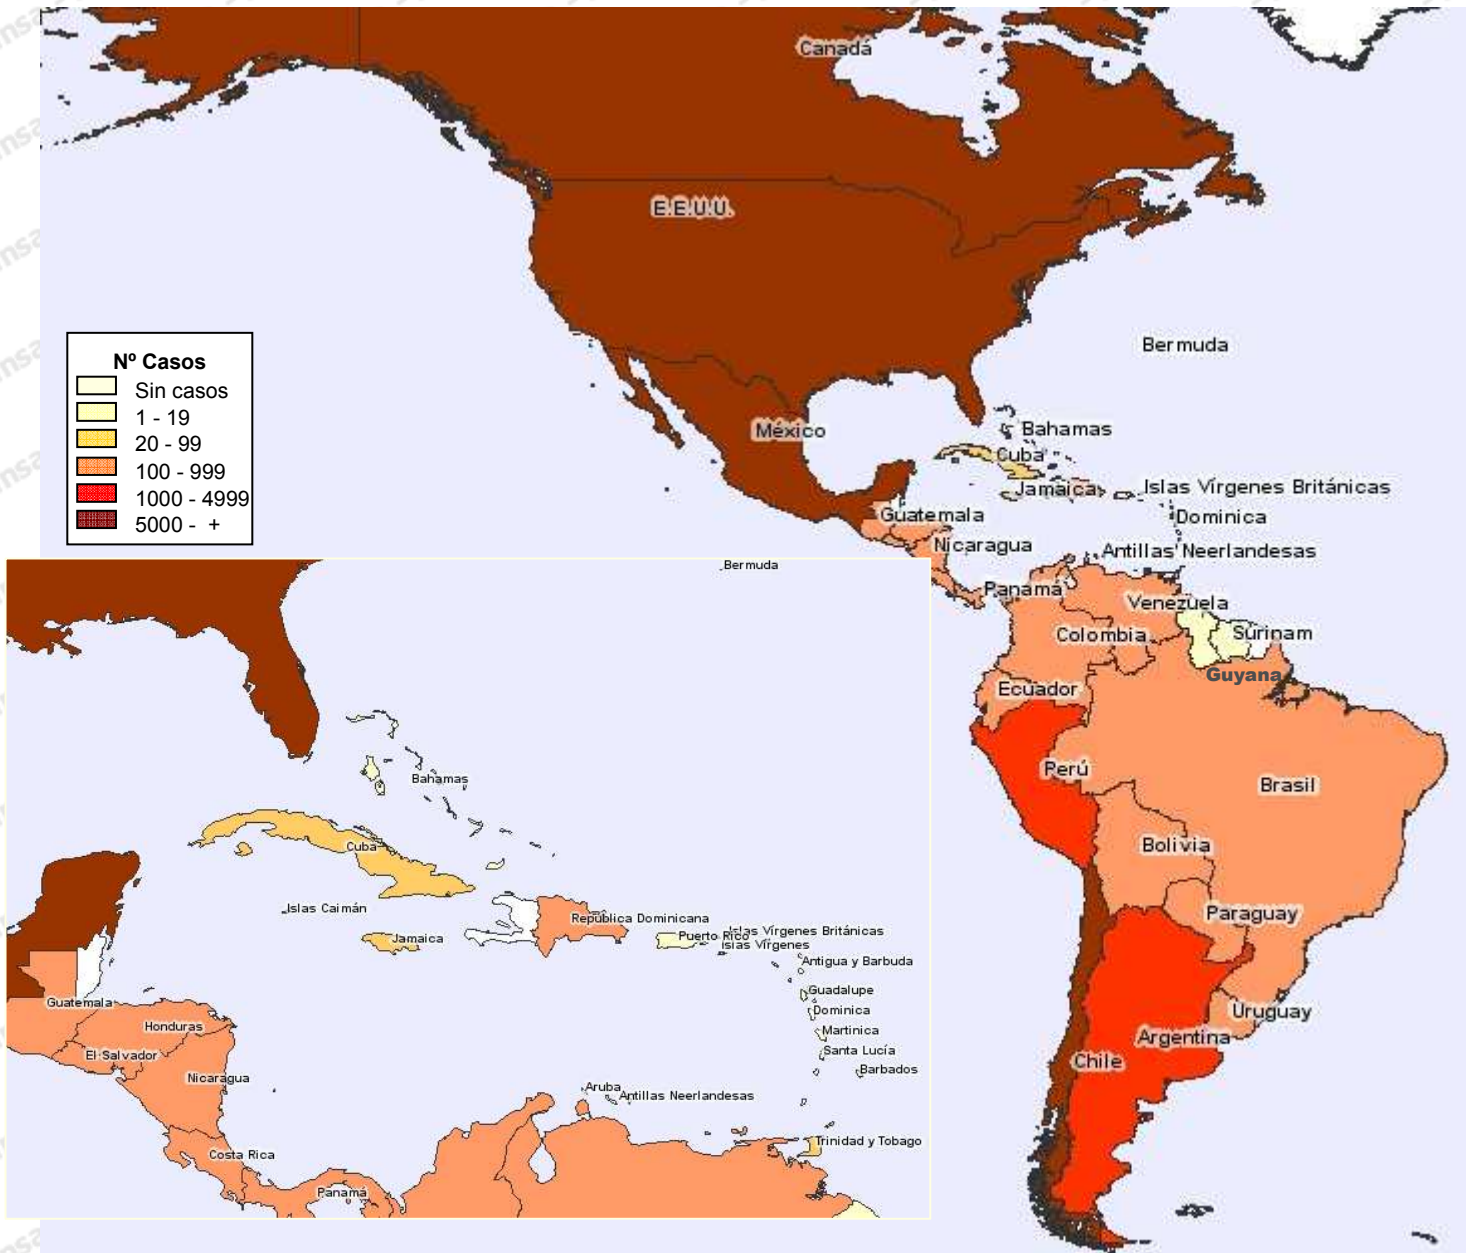 Canadá
E.E.U.U.
Bermuda
Nº Casos
Sin casos
1 - 19
20 - 99
100 - 999
1000 - 4999
5000 - +
México
Bahamas
Cuba
Jamaica
Islas Vírgenes Británicas
Guatemala
Dominica
Nicaragua
Antillas Neerlandesas
Panamá
Venezuela
Colombia
Surinam
Guyana
Ecuador
Perú
Brasil
Bolivia
Paraguay
Uruguay
Argentina
Chile
Bermuda
Bahamas
Cuba
Islas Caimán
República Dominicana
Jamaica
Puerto Rico
Islas Vírgenes Británicas
Islas Vírgenes
Antigua y Barbuda
Guadalupe
Dominica
Martinica
Santa Lucía
Barbados
Guatemala
Honduras
El Salvador
Nicaragua
Aruba
Antillas Neerlandesas
Trinidad y Tobago
Costa Rica
Panamá